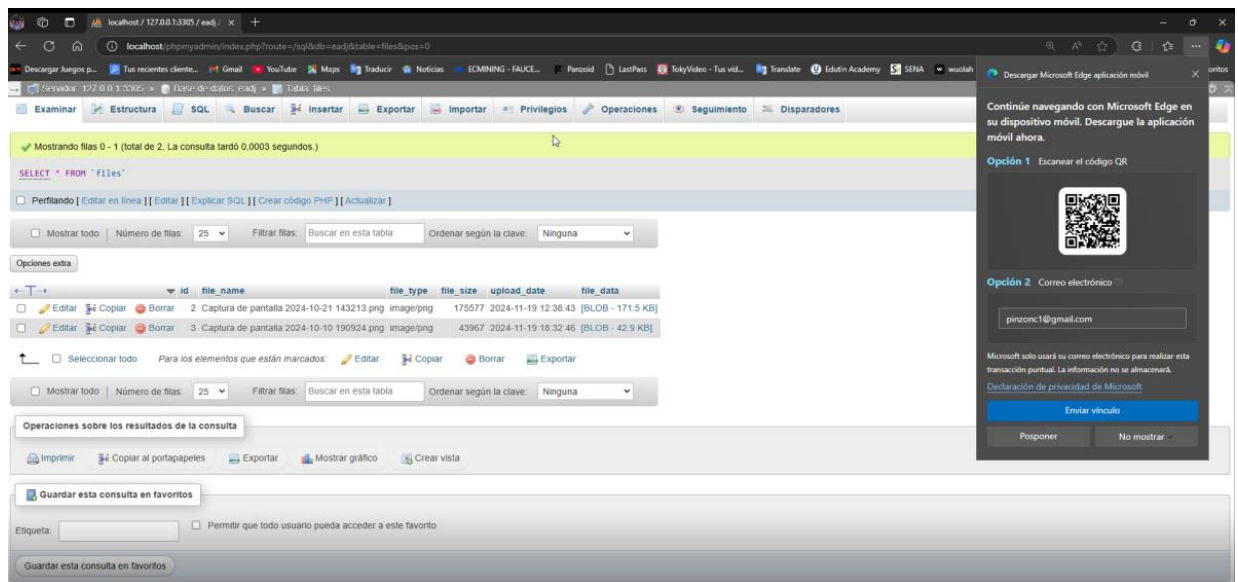 localhost / 127.0.0.1:3305 / eadj /
localhost/phpmyadmin/index.php?route=/sql&db=eadj&table=files&pos=0
Descargar Juegos p... Tus recientes cliente... Gmail YouTube Maps Traducir Noticias ECMINING - FAUCE... Panzoid LastPass TokyVideo - Tus vid... Translate Edutin Academy SENA wuolah
Servidor: 127.0.0.1:3305 » Base de datos: eadj » Tabla: files
Examinar Estructura SQL Buscar Insertar Exportar Importar Privilegios Operaciones Seguimiento Disparadores
Mostrando filas 0 - 1 (total de 2, La consulta tardó 0,0003 segundos.)
SELECT * FROM `files`
Perfilando [ Editar en línea ] [ Editar ] [ Explicar SQL ] [ Crear código PHP ] [ Actualizar ]
Mostrar todo | Número de filas: 25 Filtrar filas: Buscar en esta tabla Ordenar según la clave: Ninguna
Opciones extra
id file_name file_type file_size upload_date file_data
Editar Copiar Borrar 2 Captura de pantalla 2024-10-21 143213.png image/png 175577 2024-11-19 12:38:43 [BLOB - 171.5 KB]
Editar Copiar Borrar 3 Captura de pantalla 2024-10-10 190924.png image/png 43967 2024-11-19 18:32:46 [BLOB - 42.9 KB]
Seleccionar todo Para los elementos que están marcados: Editar Copiar Borrar Exportar
Mostrar todo | Número de filas: 25 Filtrar filas: Buscar en esta tabla Ordenar según la clave: Ninguna
Operaciones sobre los resultados de la consulta
Imprimir Copiar al portapapeles Exportar Mostrar gráfico Crear vista
Guardar esta consulta en favoritos
Etiqueta: Permitir que todo usuario pueda acceder a este favorito
Guardar esta consulta en favoritos
Descargar Microsoft Edge aplicación móvil
Continúe navegando con Microsoft Edge en
su dispositivo móvil. Descargue la aplicación
móvil ahora.
Opción 1 Escanear el código QR
Opción 2 Correo electrónico
pinzonc1@gmail.com
Microsoft solo usará su correo electrónico para realizar esta
transacción puntual. La información no se almacenará.
Declaración de privacidad de Microsoft
Enviar vínculo
Posponer No mostrar